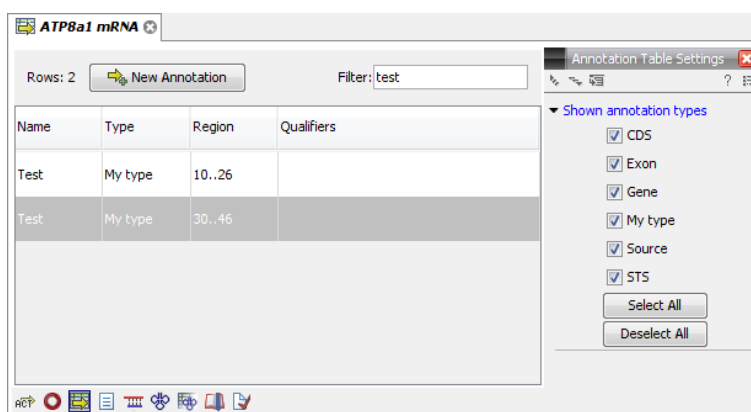 ATP8a1 mRNA
Rows: 2 New Annotation Filter: test
Name Type Region Qualifiers
Test My type 10..26
Test My type 30..46
Annotation Table Settings
?
Shown annotation types
CDS
Exon
Gene
My type
Source
STS
Select All
Deselect All
ACT